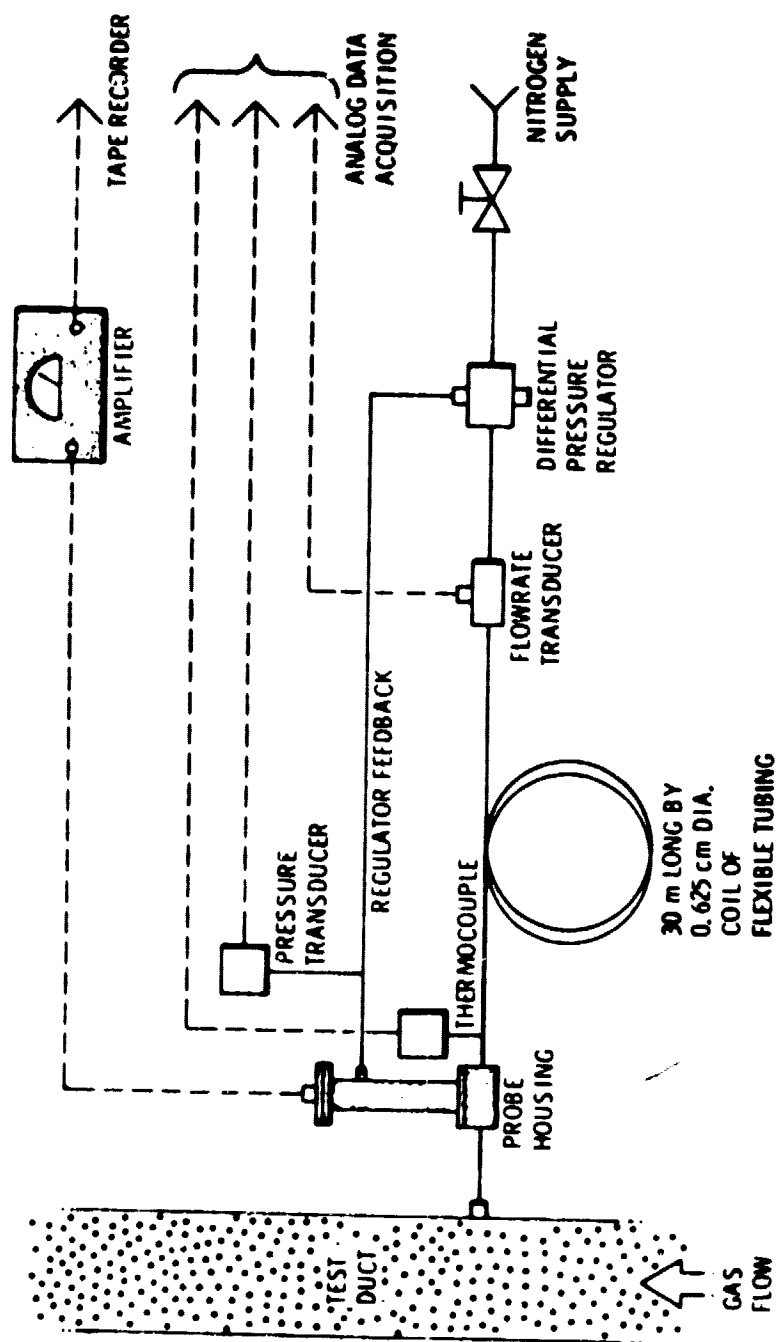 TAPE RECORDER
AMPLIFIER
ANALOG DATA
ACQUISITION
PRESSURE
TRANSDUCER
REGULATOR FEEDBACK
THERMOCOUPLE
TEST
DUCT
PROBE
HOUSING
FLOWRATE
TRANSDUCER
DIFFERENTIAL
PRESSURE
REGULATOR
NITROGEN
SUPPLY
GAS
FLOW
30 m LONG BY
0.625 cm DIA.
COIL OF
FLEXIBLE TUBING